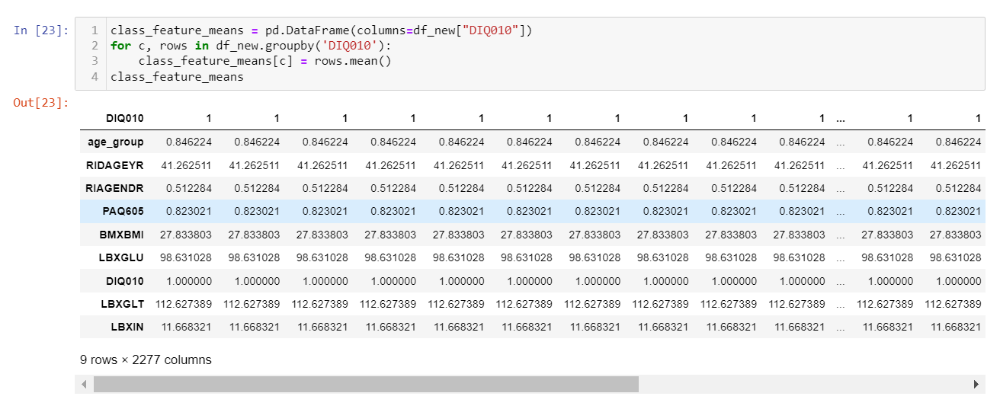 In [23]:
1 class_feature_means = pd.DataFrame(columns=df_new["DIQ010"])
2 for c, rows in df_new.groupby('DIQ010'):
3     class_feature_means[c] = rows.mean()
4 class_feature_means
Out[23]:
DIQ010 1 1 1 1 1 1 1 1 1 1 ... 1 1
age_group 0.846224 0.846224 0.846224 0.846224 0.846224 0.846224 0.846224 0.846224 0.846224 0.846224 ... 0.846224 0.846224
RIDAGEYR 41.262511 41.262511 41.262511 41.262511 41.262511 41.262511 41.262511 41.262511 41.262511 41.262511 ... 41.262511 41.262511
RIAGENDR 0.512284 0.512284 0.512284 0.512284 0.512284 0.512284 0.512284 0.512284 0.512284 0.512284 ... 0.512284 0.512284
PAQ605 0.823021 0.823021 0.823021 0.823021 0.823021 0.823021 0.823021 0.823021 0.823021 0.823021 ... 0.823021 0.823021
BMXBMI 27.833803 27.833803 27.833803 27.833803 27.833803 27.833803 27.833803 27.833803 27.833803 27.833803 ... 27.833803 27.833803
LBXGLU 98.631028 98.631028 98.631028 98.631028 98.631028 98.631028 98.631028 98.631028 98.631028 98.631028 ... 98.631028 98.631028
DIQ010 1.000000 1.000000 1.000000 1.000000 1.000000 1.000000 1.000000 1.000000 1.000000 1.000000 ... 1.000000 1.000000
LBXGLT 112.627389 112.627389 112.627389 112.627389 112.627389 112.627389 112.627389 112.627389 112.627389 112.627389 ... 112.627389 112.627389
LBXIN 11.668321 11.668321 11.668321 11.668321 11.668321 11.668321 11.668321 11.668321 11.668321 11.668321 ... 11.668321 11.668321
9 rows × 2277 columns